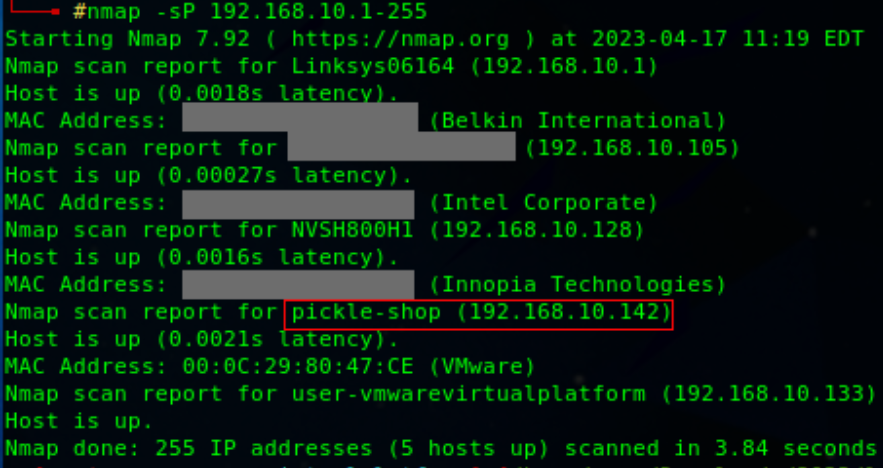 #nmap -sP 192.168.10.1-255
Starting Nmap 7.92 ( https://nmap.org ) at 2023-04-17 11:19 EDT
Nmap scan report for Linksys06164 (192.168.10.1)
Host is up (0.0018s latency).
MAC Address: (Belkin International)
Nmap scan report for (192.168.10.105)
Host is up (0.00027s latency).
MAC Address: (Intel Corporate)
Nmap scan report for NVSH800H1 (192.168.10.128)
Host is up (0.0016s latency).
MAC Address: (Innopia Technologies)
Nmap scan report for pickle-shop (192.168.10.142)
Host is up (0.0021s latency).
MAC Address: 00:0C:29:80:47:CE (VMware)
Nmap scan report for user-vmwarevirtualplatform (192.168.10.133)
Host is up.
Nmap done: 255 IP addresses (5 hosts up) scanned in 3.84 seconds